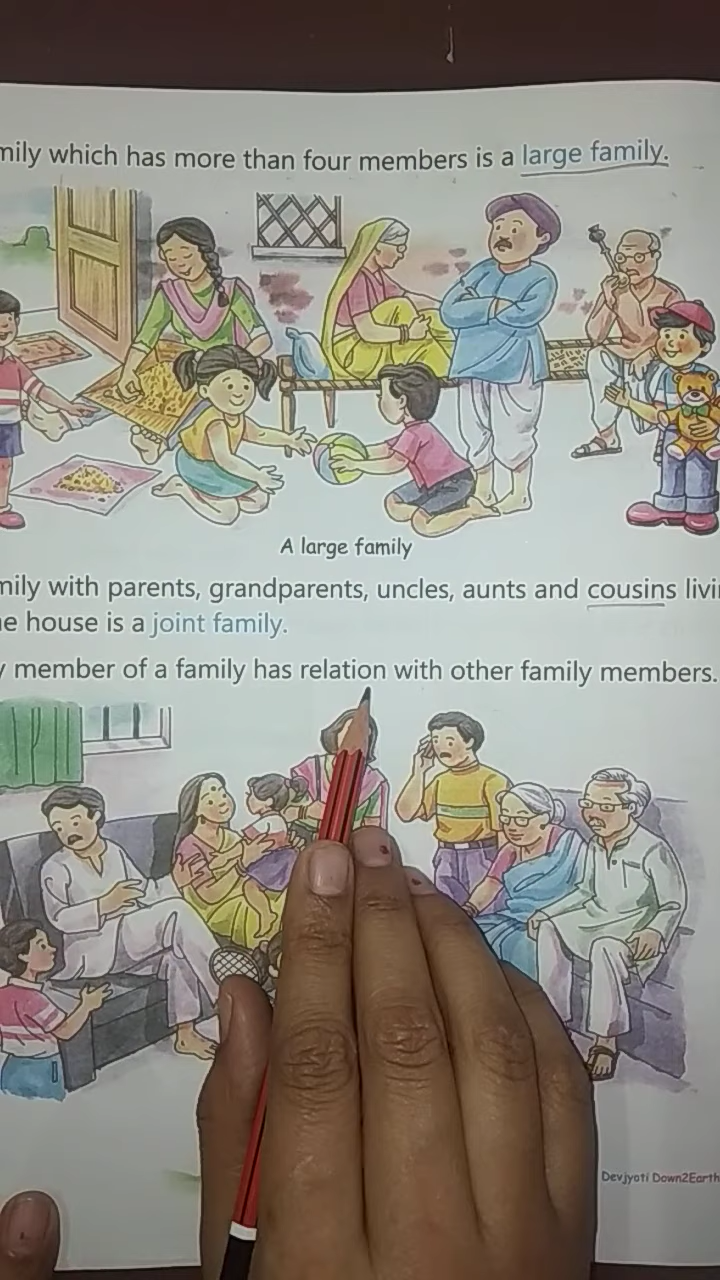 mily which has more than four members is a large family.
A large family
mily with parents, grandparents, uncles, aunts and cousins livi
e house is a joint family.
y member of a family has relation with other family members.
Devjyoti Down2Earth